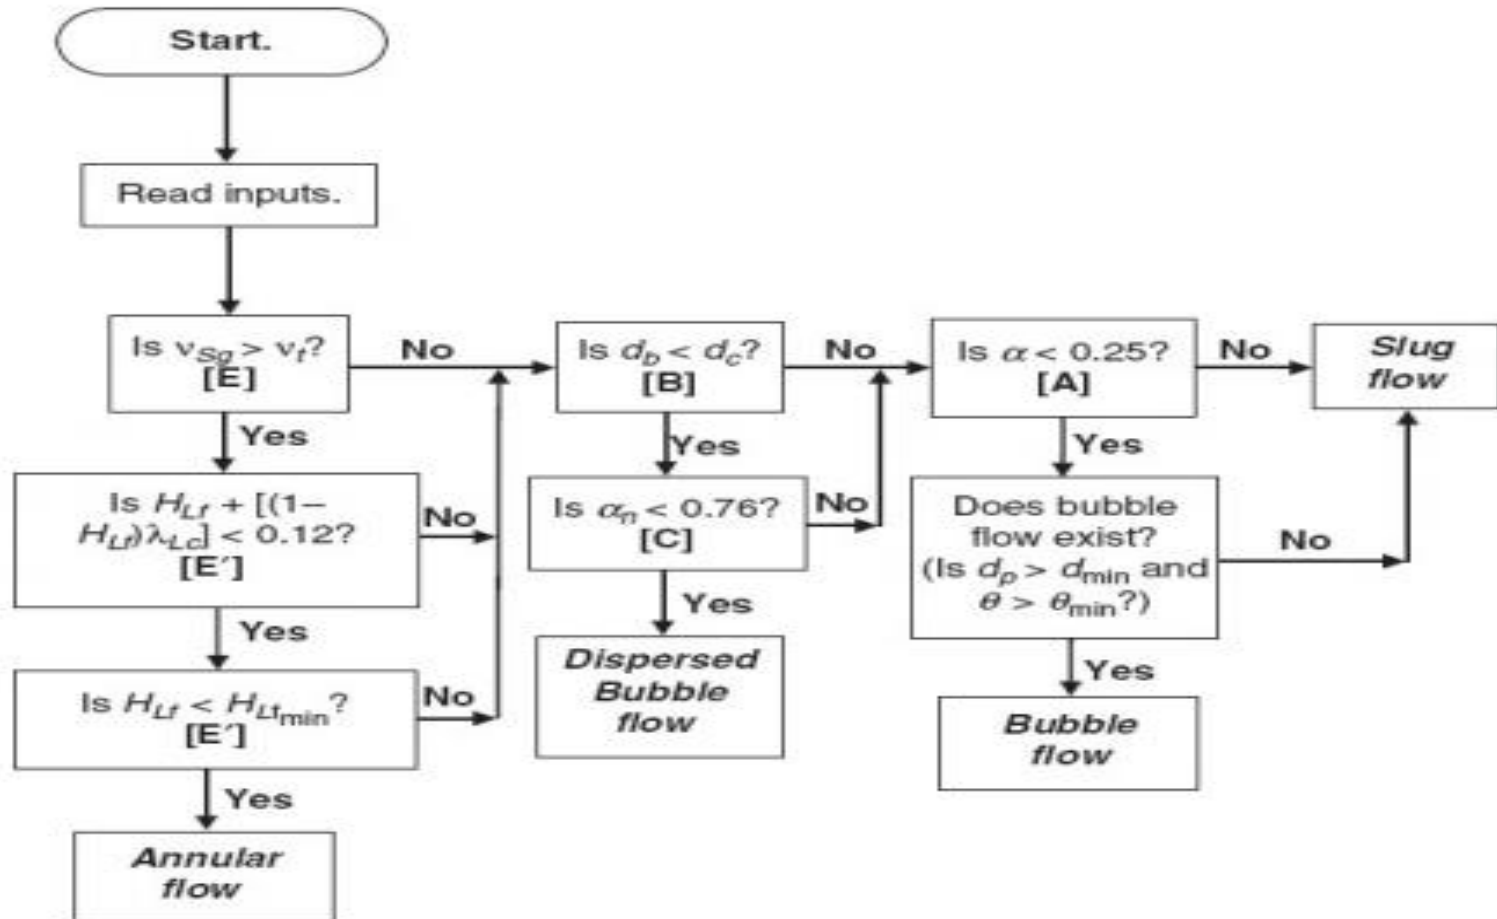 Start.
Read inputs.
Is v_Sg > v_t?
[E]
No
Yes
Is H_Lf + [(1–
H_Lf)λ_Lc] < 0.12?
[E′]
No
Yes
Is H_Lf < H_Lf_min?
[E′]
No
Yes
Annular
flow
Is d_b < d_c?
[B]
No
Yes
Is α_n < 0.76?
[C]
No
Yes
Dispersed
Bubble
flow
Is α < 0.25?
[A]
No
Yes
Does bubble
flow exist?
(Is d_p > d_min and
θ > θ_min?)
No
Yes
Bubble
flow
Slug
flow